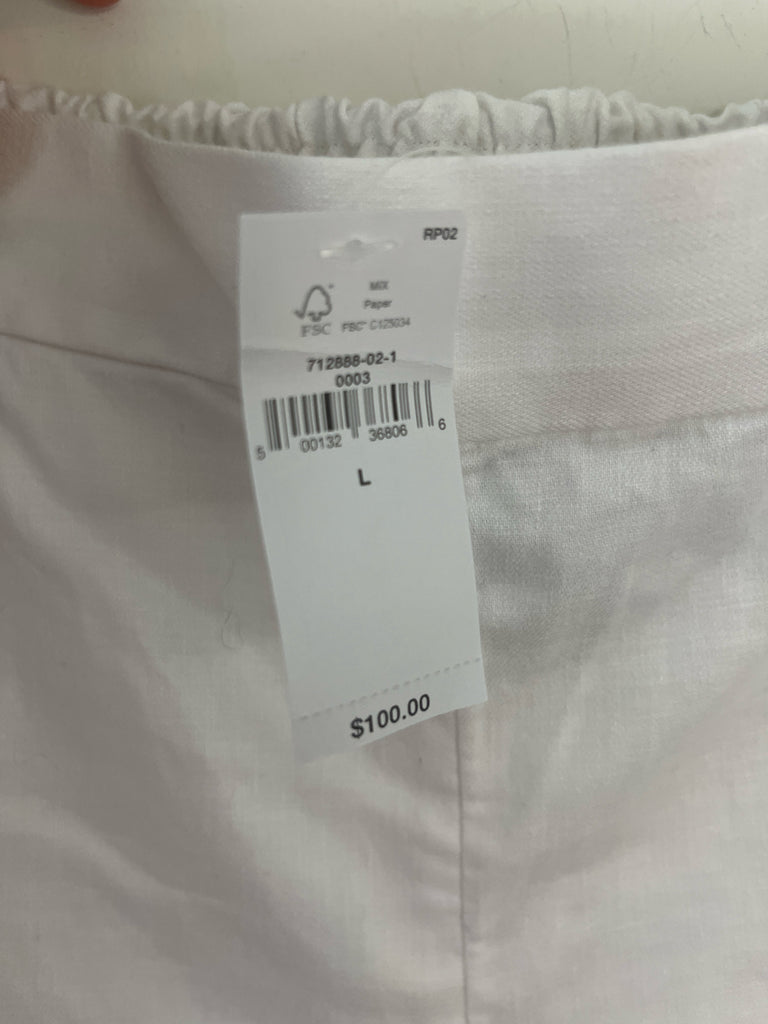 RP02
MIX
Paper
FSC
FSC® C125034
712888-02-1
0003
5 00132 36806 6
L
$100.00